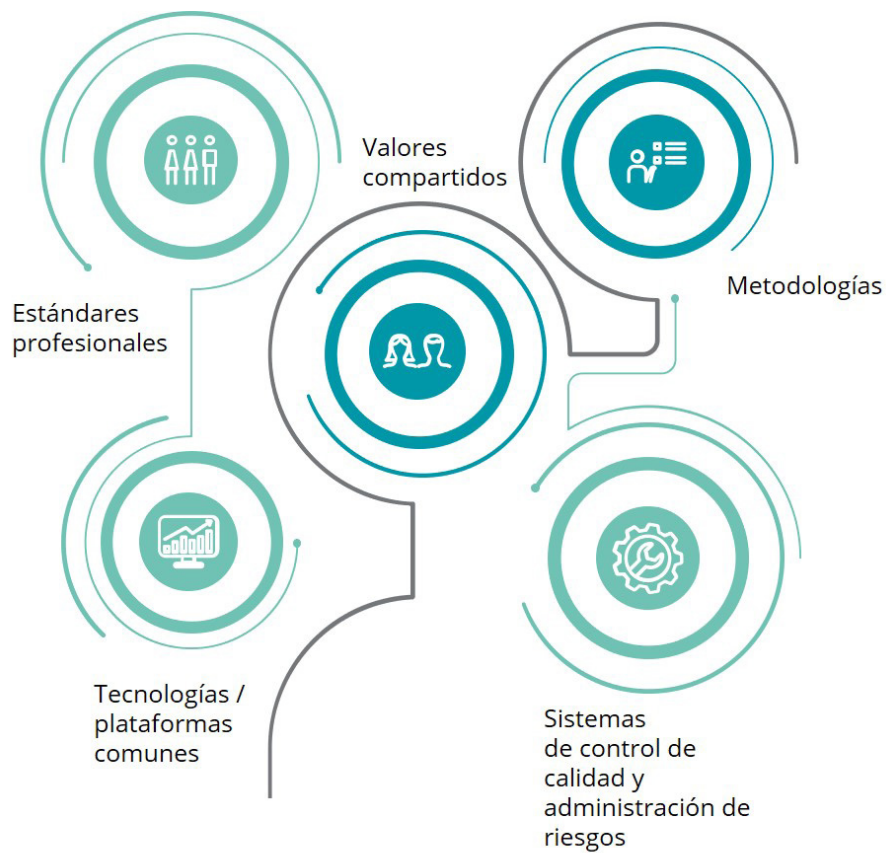 Valores
compartidos
Metodologías
Estándares
profesionales
Tecnologías /
plataformas
comunes
Sistemas
de control de
calidad y
administración de
riesgos